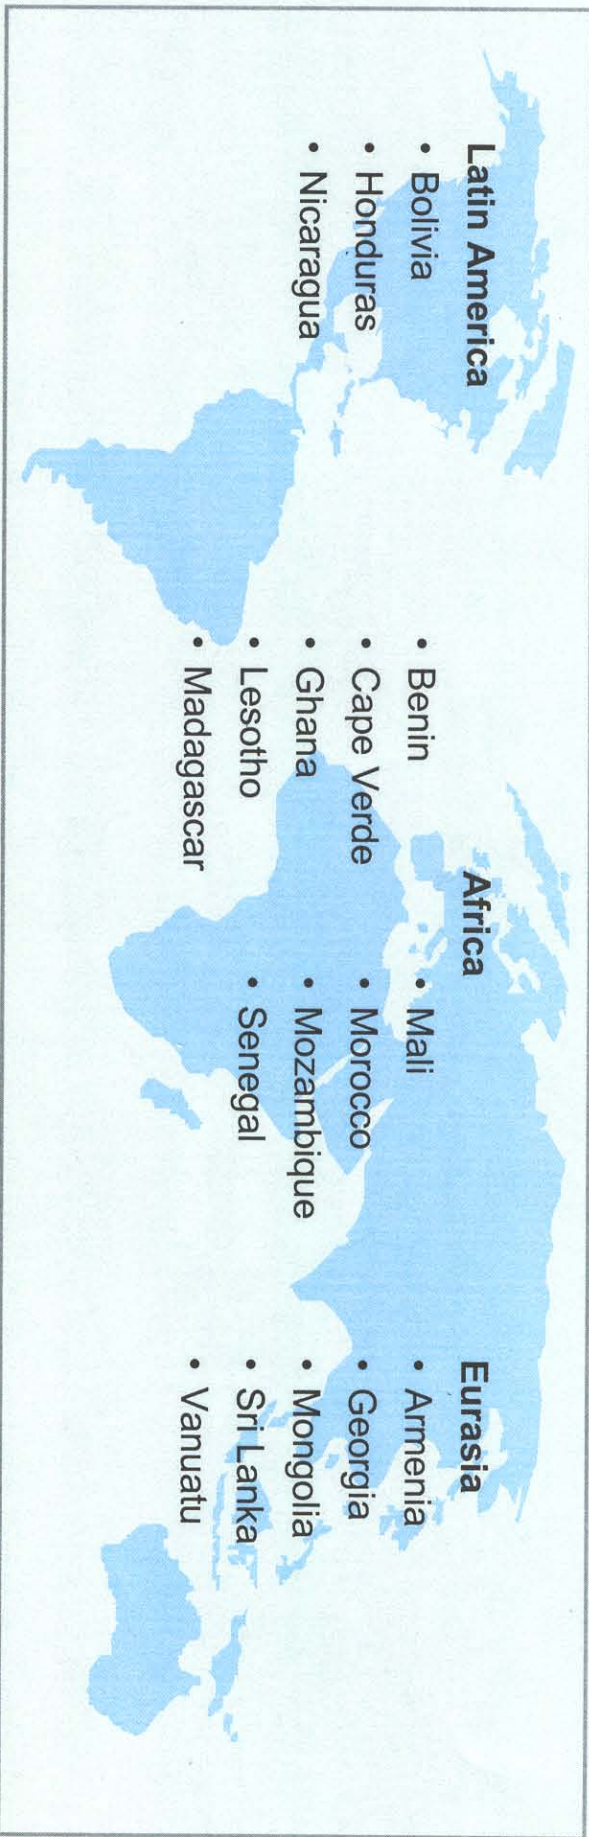 Latin America
• Bolivia
• Honduras
• Nicaragua
Africa
• Benin
• Cape Verde
• Ghana
• Lesotho
• Madagascar
• Mali
• Morocco
• Mozambique
• Senegal
Eurasia
• Armenia
• Georgia
• Mongolia
• Sri Lanka
• Vanuatu